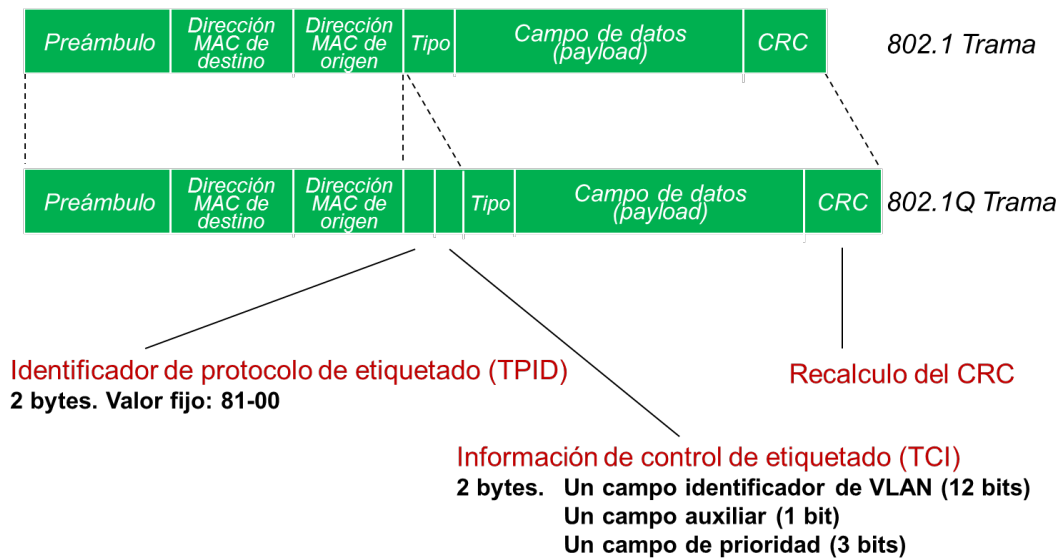 Preámbulo
Dirección
MAC de
destino
Dirección
MAC de
origen
Tipo
Campo de datos
(payload)
CRC
802.1 Trama
Preámbulo
Dirección
MAC de
destino
Dirección
MAC de
origen
Tipo
Campo de datos
(payload)
CRC
802.1Q Trama
Identificador de protocolo de etiquetado (TPID)
2 bytes. Valor fijo: 81-00
Recalculo del CRC
Información de control de etiquetado (TCI)
2 bytes. Un campo identificador de VLAN (12 bits)
Un campo auxiliar (1 bit)
Un campo de prioridad (3 bits)